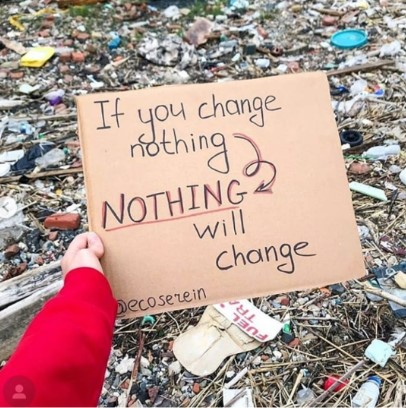 If you change
nothing
NOTHING
will
change
@ecoserein
FUEL